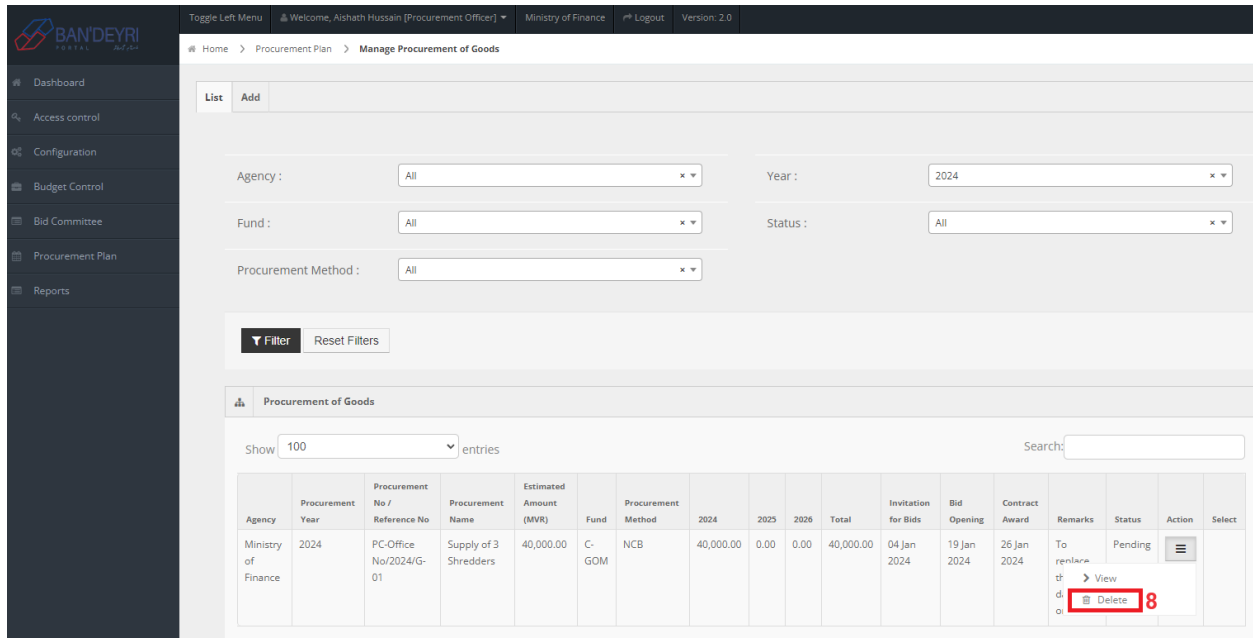 BAN'DEYRI
PORTAL
Toggle Left Menu Welcome, Aishath Hussain [Procurement Officer] Ministry of Finance Logout Version: 2.0
Home > Procurement Plan > Manage Procurement of Goods
Dashboard
Access control
Configuration
Budget Control
Bid Committee
Procurement Plan
Reports
List Add
Agency : All × Year : 2024 ×
Fund : All × Status : All ×
Procurement Method : All ×
Filter Reset Filters
Procurement of Goods
Show 100 entries Search:
Agency
Procurement
Year
Procurement
No /
Reference No
Procurement
Name
Estimated
Amount
(MVR)
Fund
Procurement
Method
2024
2025
2026
Total
Invitation
for Bids
Bid
Opening
Contract
Award
Remarks
Status
Action
Select
Ministry
of
Finance
2024
PC-Office
No/2024/G-
01
Supply of 3
Shredders
40,000.00
C-
GOM
NCB
40,000.00
0.00
0.00
40,000.00
04 Jan
2024
19 Jan
2024
26 Jan
2024
To
replace
Pending
View
Delete 8